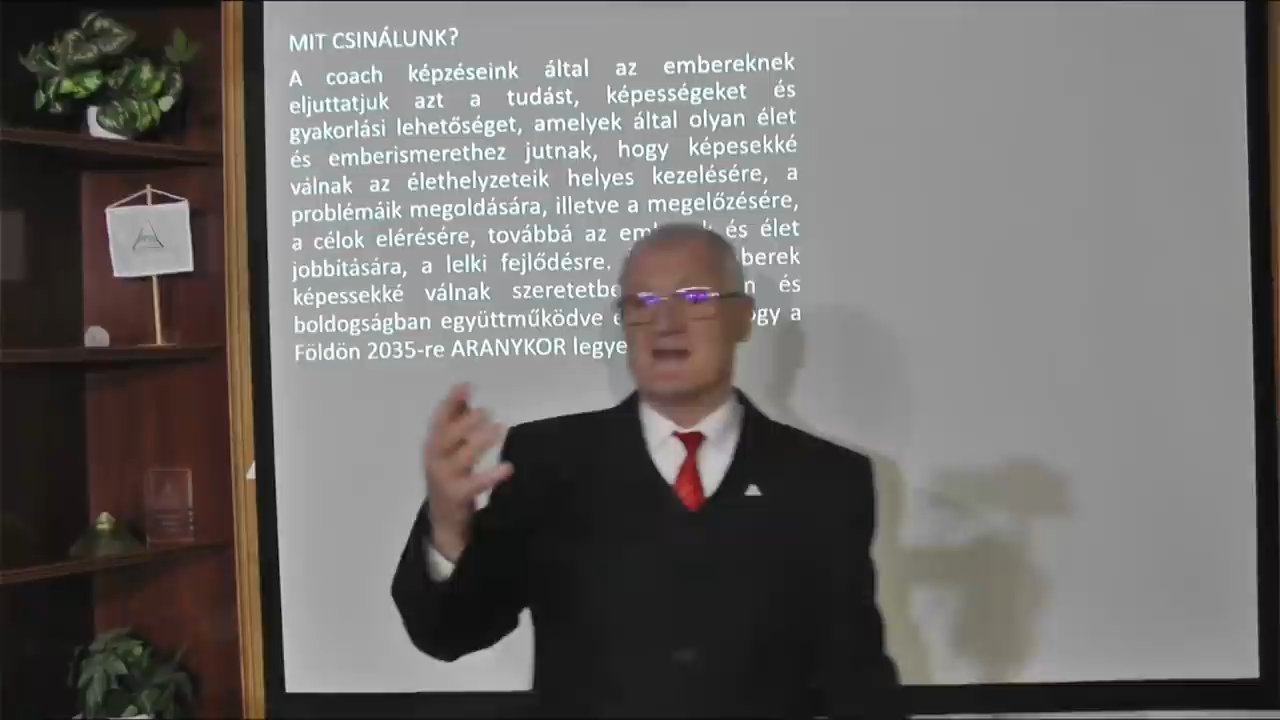 MIT CSINÁLUNK?
A coach képzéseink által az embereknek
eljuttatjuk azt a tudást, képességeket és
gyakorlási lehetőséget, amelyek által olyan élet
és emberismerethez jutnak, hogy képesekké
válnak az élethelyzeteik helyes kezelésére, a
problémáik megoldására, illetve a megelőzésére,
a célok elérésére, továbbá az és élet
jobbítására, a lelki fejlődésre.
képessekké válnak és
boldogságban együttműködve a
Földön 2035-re ARANYKOR